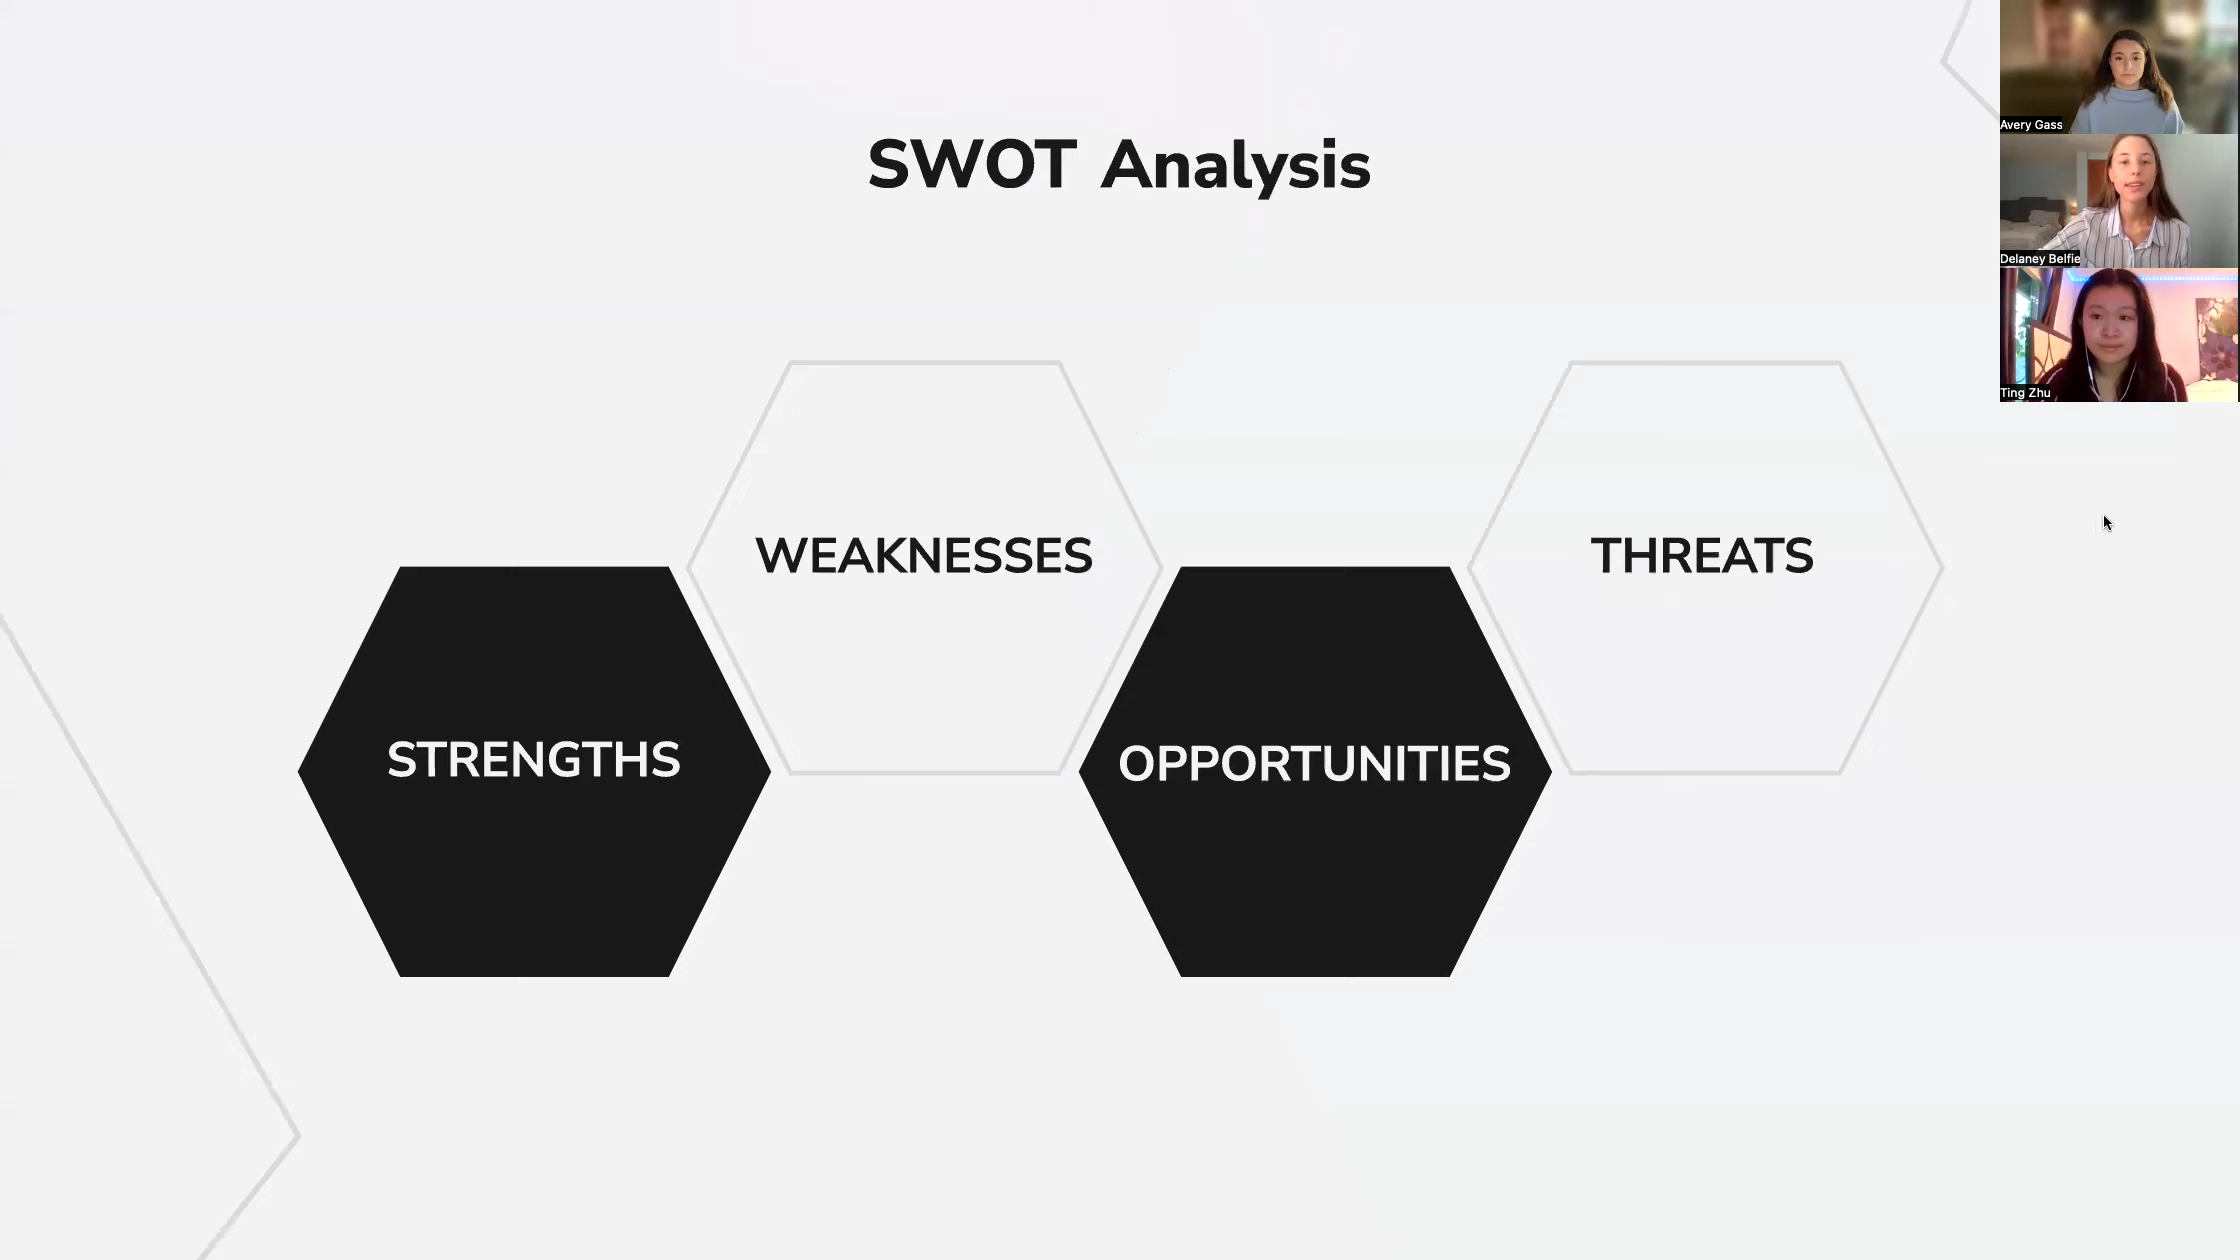 SWOT Analysis
Avery Gass
Delaney Belfie
Ting Zhu
WEAKNESSES
THREATS
STRENGTHS
OPPORTUNITIES